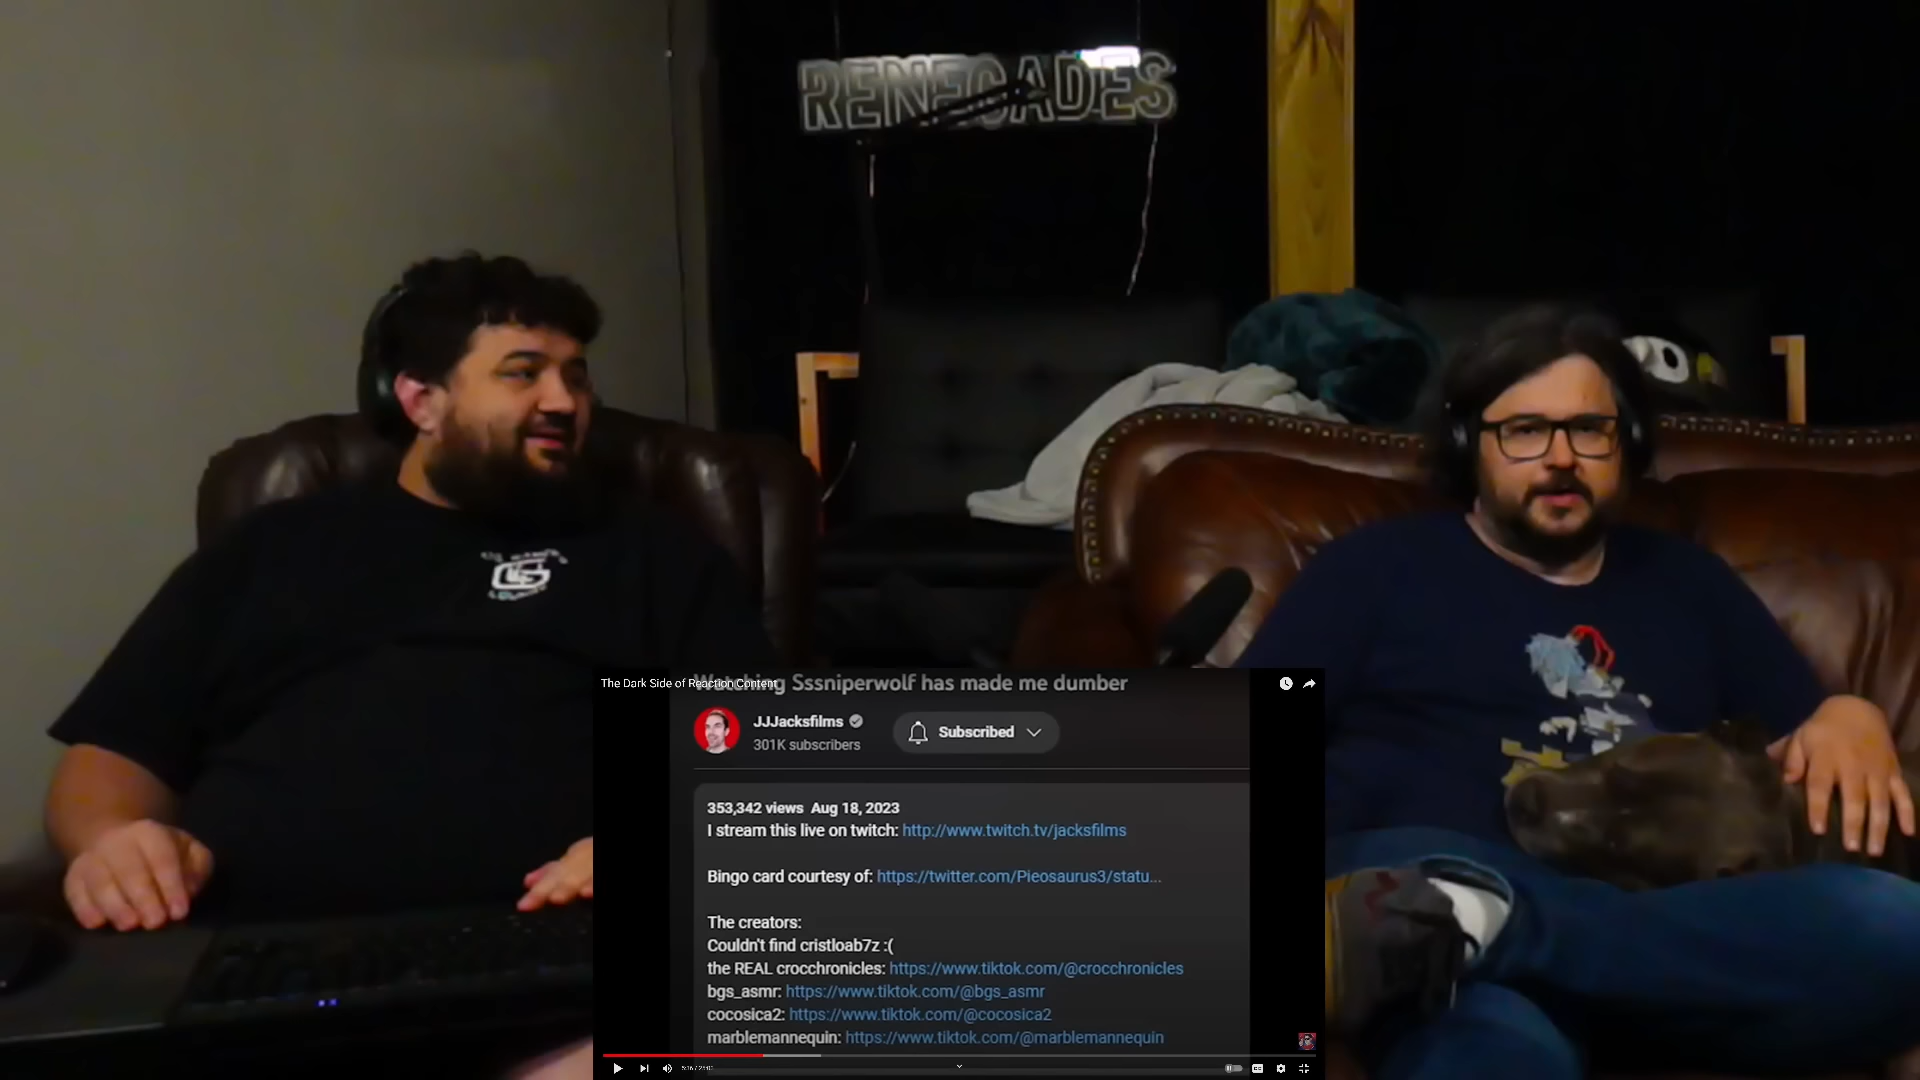 RENEGADES
LOUNGE
The Dark Side of Reaction Content
Watching Sssniperwolf has made me dumber
JJJacksfilms
301K subscribers
Subscribed
353,342 views Aug 18, 2023
I stream this live on twitch: http://www.twitch.tv/jacksfilms
Bingo card courtesy of: https://twitter.com/Pieosaurus3/statu...
The creators:
Couldn't find cristloab7z :(
the REAL crocchronicles: https://www.tiktok.com/@crocchronicles
bgs_asmr: https://www.tiktok.com/@bgs_asmr
cocosica2: https://www.tiktok.com/@cocosica2
marblemannequin: https://www.tiktok.com/@marblemannequin